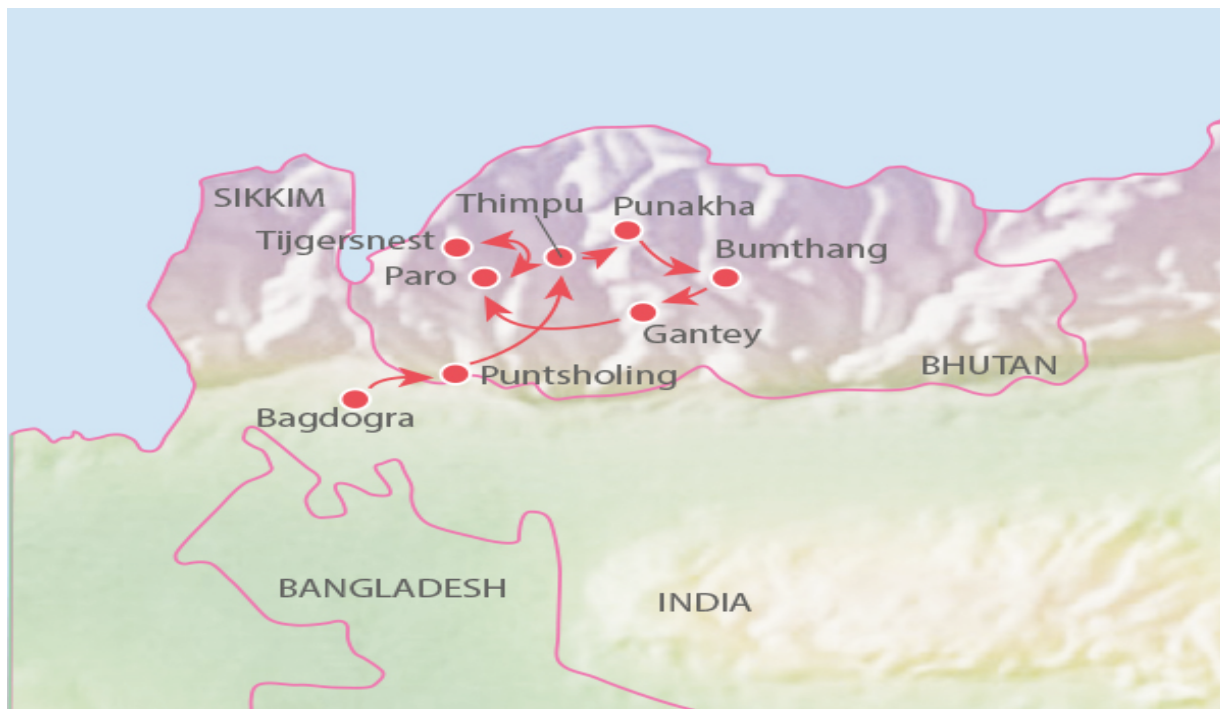 SIKKIM
Thimpu
Punakha
Tijgersnest
Bumthang
Paro
Gantey
BHUTAN
Puntsholing
Bagdogra
BANGLADESH
INDIA